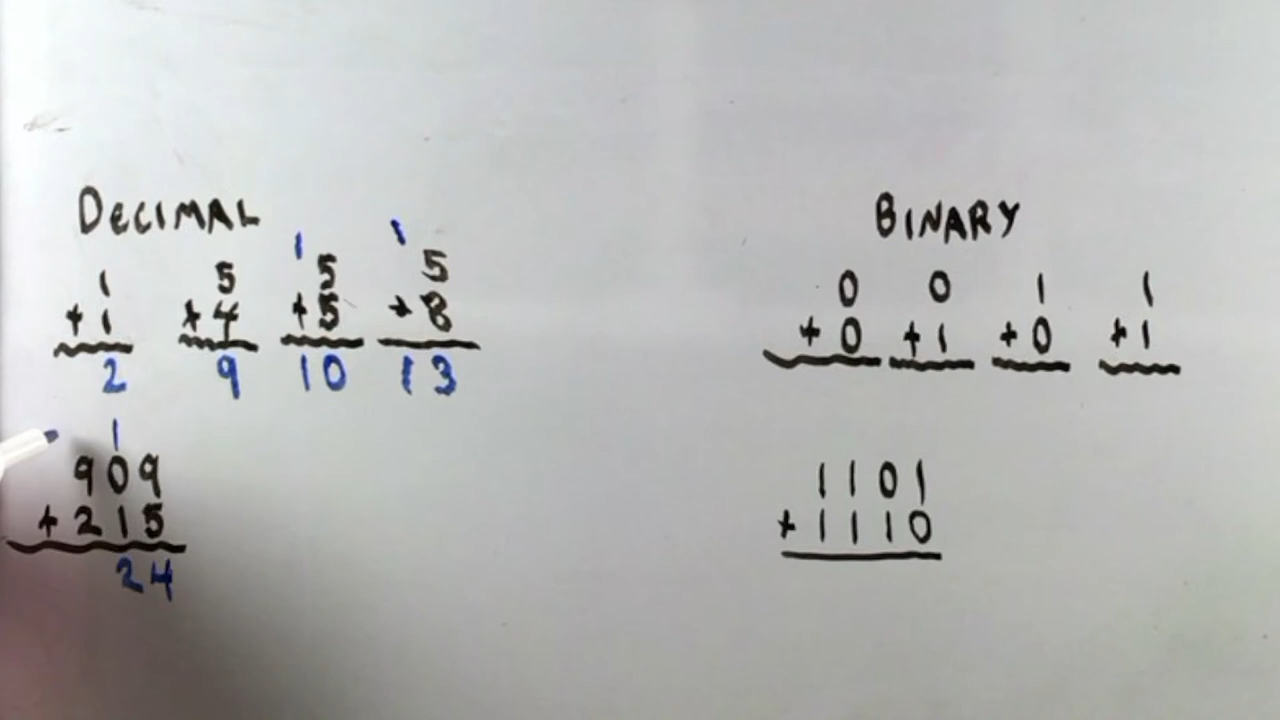 DECIMAL
1 1
1 5 5 5
+ 1 + 4 + 5 + 8
2 9 10 13
1
909
+ 215
24
BINARY
0 0 1 1
+ 0 + 1 + 0 + 1
1101
+ 1110